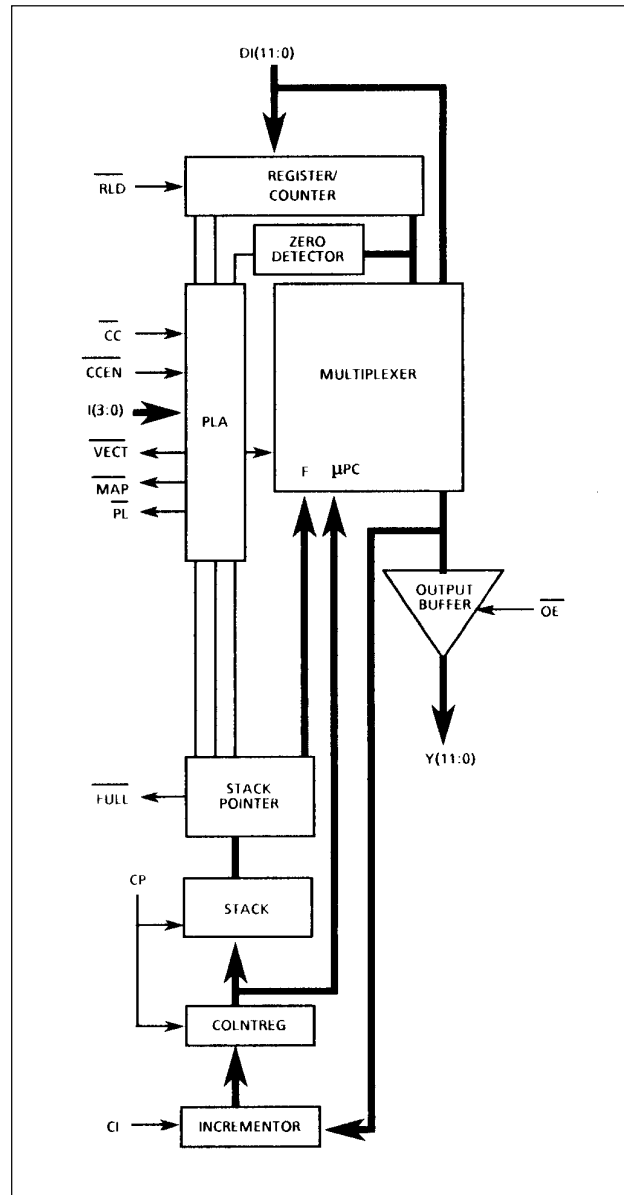 DI(11:0)
REGISTER/
COUNTER
RLD
ZERO
DETECTOR
CC
CCEN
I(3:0)
VECT
MAP
PL
PLA
MULTIPLEXER
F μPC
OUTPUT
BUFFER
OE
Y(11:0)
STACK
POINTER
FULL
CP
STACK
COLNTREG
CI
INCREMENTOR